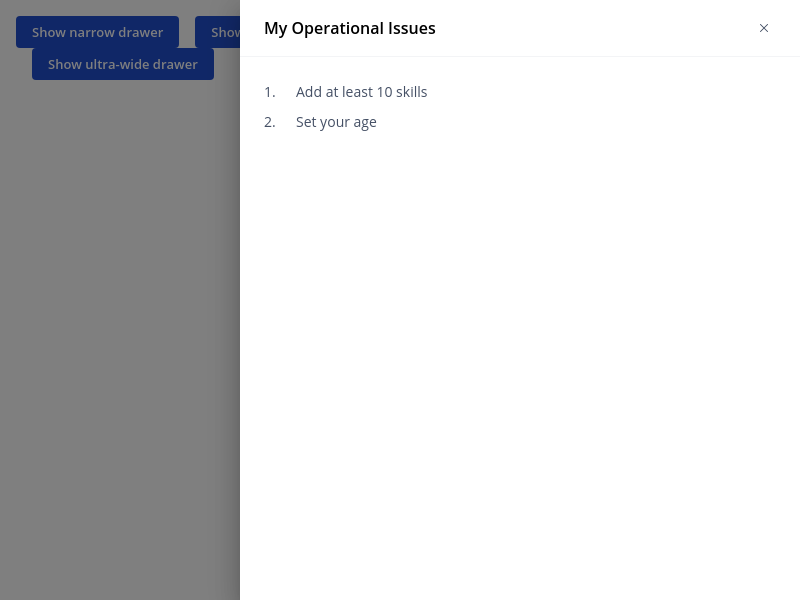 Show narrow drawer
Show ultra-wide drawer
My Operational Issues
1. Add at least 10 skills
2. Set your age